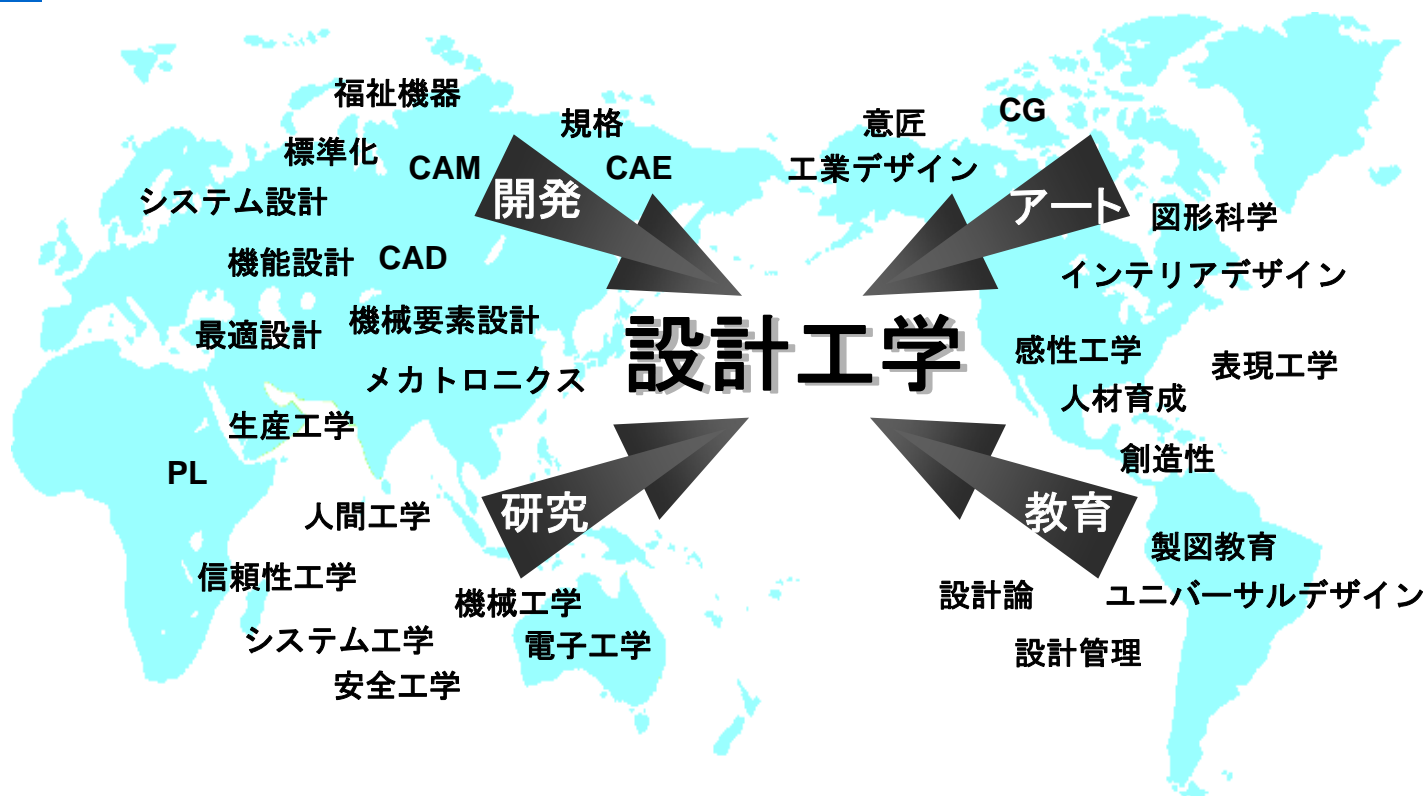 福祉機器
規格
意匠
CG
標準化
CAM
CAE
工業デザイン
システム設計
開発
アート
図形科学
機能設計
CAD
インテリアデザイン
最適設計
機械要素設計
設計工学
感性工学
表現工学
メカトロニクス
人材育成
生産工学
創造性
PL
人間工学
研究
教育
製図教育
信頼性工学
機械工学
設計論
ユニバーサルデザイン
システム工学
電子工学
設計管理
安全工学